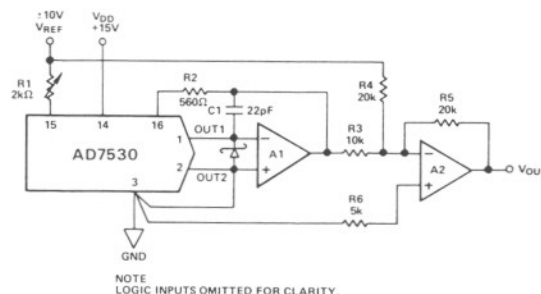 ±10V
VREF
VDD
+15V
R1
2kΩ
R2
560Ω
C1
22pF
R4
20k
R5
20k
15
14
16
1
OUT1
AD7530
2
OUT2
3
A1
R3
10k
A2
VOU
R6
5k
GND
NOTE
LOGIC INPUTS OMITTED FOR CLARITY.
−
+
−
+